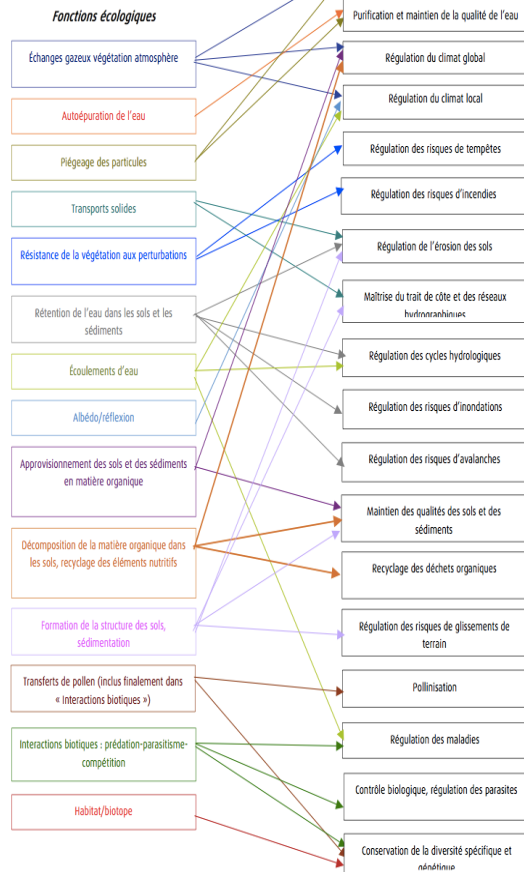 Fonctions écologiques
Échanges gazeux végétation atmosphère
Autoépuration de l'eau
Piégeage des particules
Transports solides
Résistance de la végétation aux perturbations
Rétention de l'eau dans les sols et les
sédiments
Écoulements d'eau
Albédo/réflexion
Approvisionnement des sols et des sédiments
en matière organique
Décomposition de la matière organique dans
les sols, recyclage des éléments nutritifs
Formation de la structure des sols,
sédimentation
Transferts de pollen (inclus finalement dans
« Interactions biotiques »)
Interactions biotiques : prédation-parasitisme-
compétition
Habitat/biotope
Purification et maintien de la qualité de l'eau
Régulation du climat global
Régulation du climat local
Régulation des risques de tempêtes
Régulation des risques d'incendies
Régulation de l'érosion des sols
Maîtrise du trait de côte et des réseaux
hydrographiques
Régulation des cycles hydrologiques
Régulation des risques d'inondations
Régulation des risques d'avalanches
Maintien des qualités des sols et des
sédiments
Recyclage des déchets organiques
Régulation des risques de glissements de
terrain
Pollinisation
Régulation des maladies
Contrôle biologique, régulation des parasites
Conservation de la diversité spécifique et
génétique